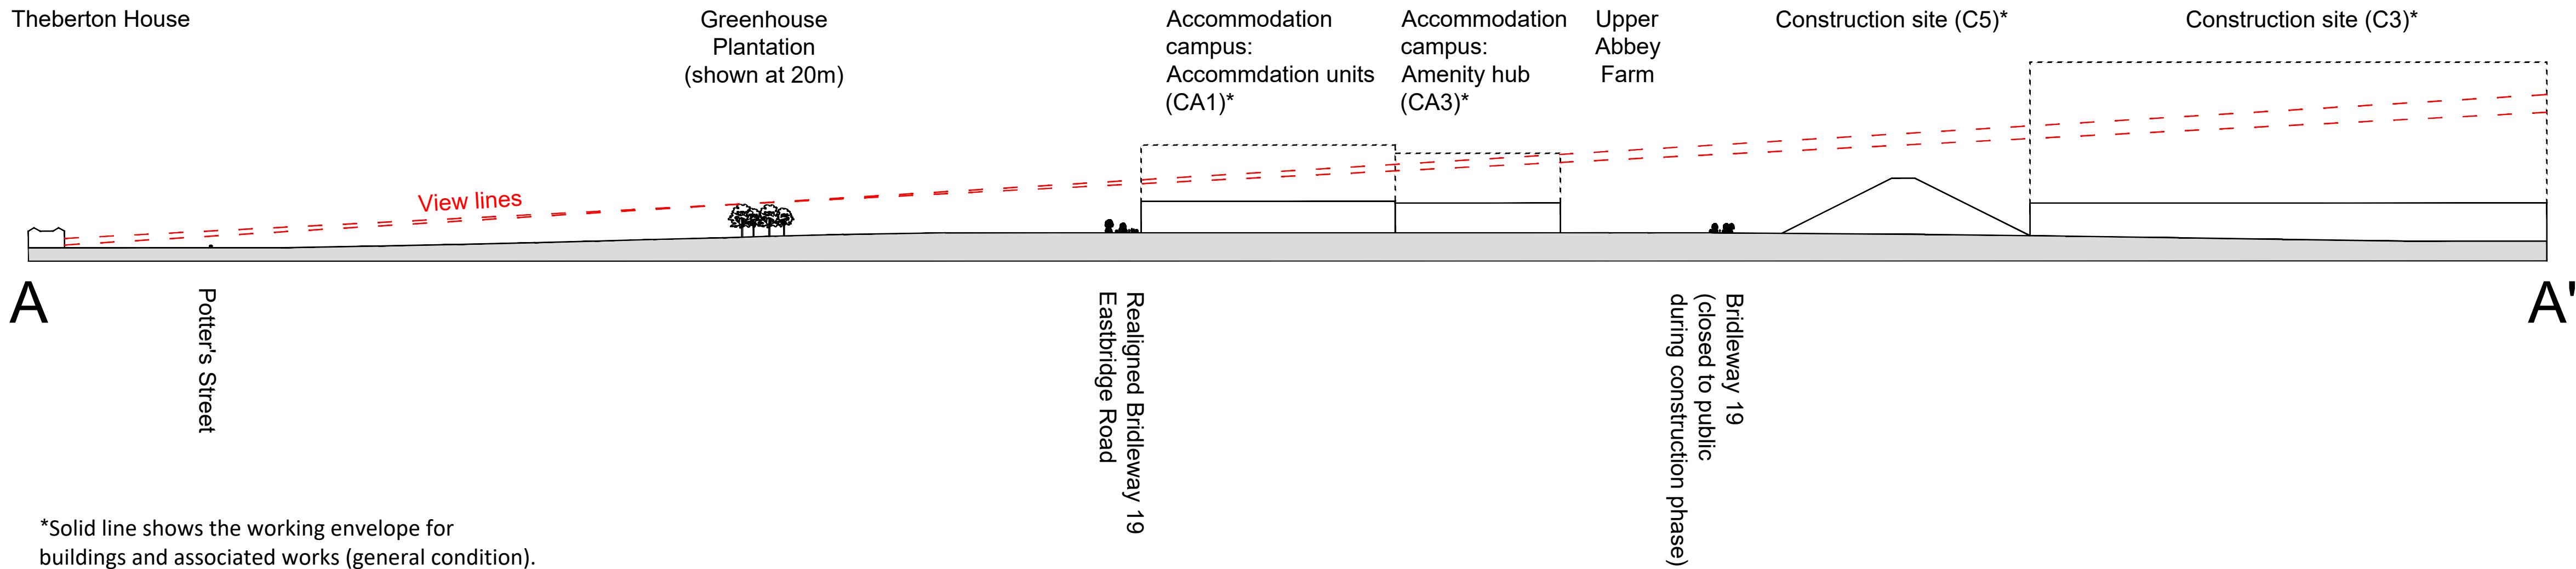 Theberton House
Greenhouse
Plantation
(shown at 20m)
Accommodation
campus:
Accommdation units
(CA1)*
Accommodation
campus:
Amenity hub
(CA3)*
Upper
Abbey
Farm
Construction site (C5)*
Construction site (C3)*
View lines
A
A'
Potter's Street
Realigned Bridleway 19
Eastbridge Road
Bridleway 19
(closed to public
during construction phase)
*Solid line shows the working envelope for
buildings and associated works (general condition).